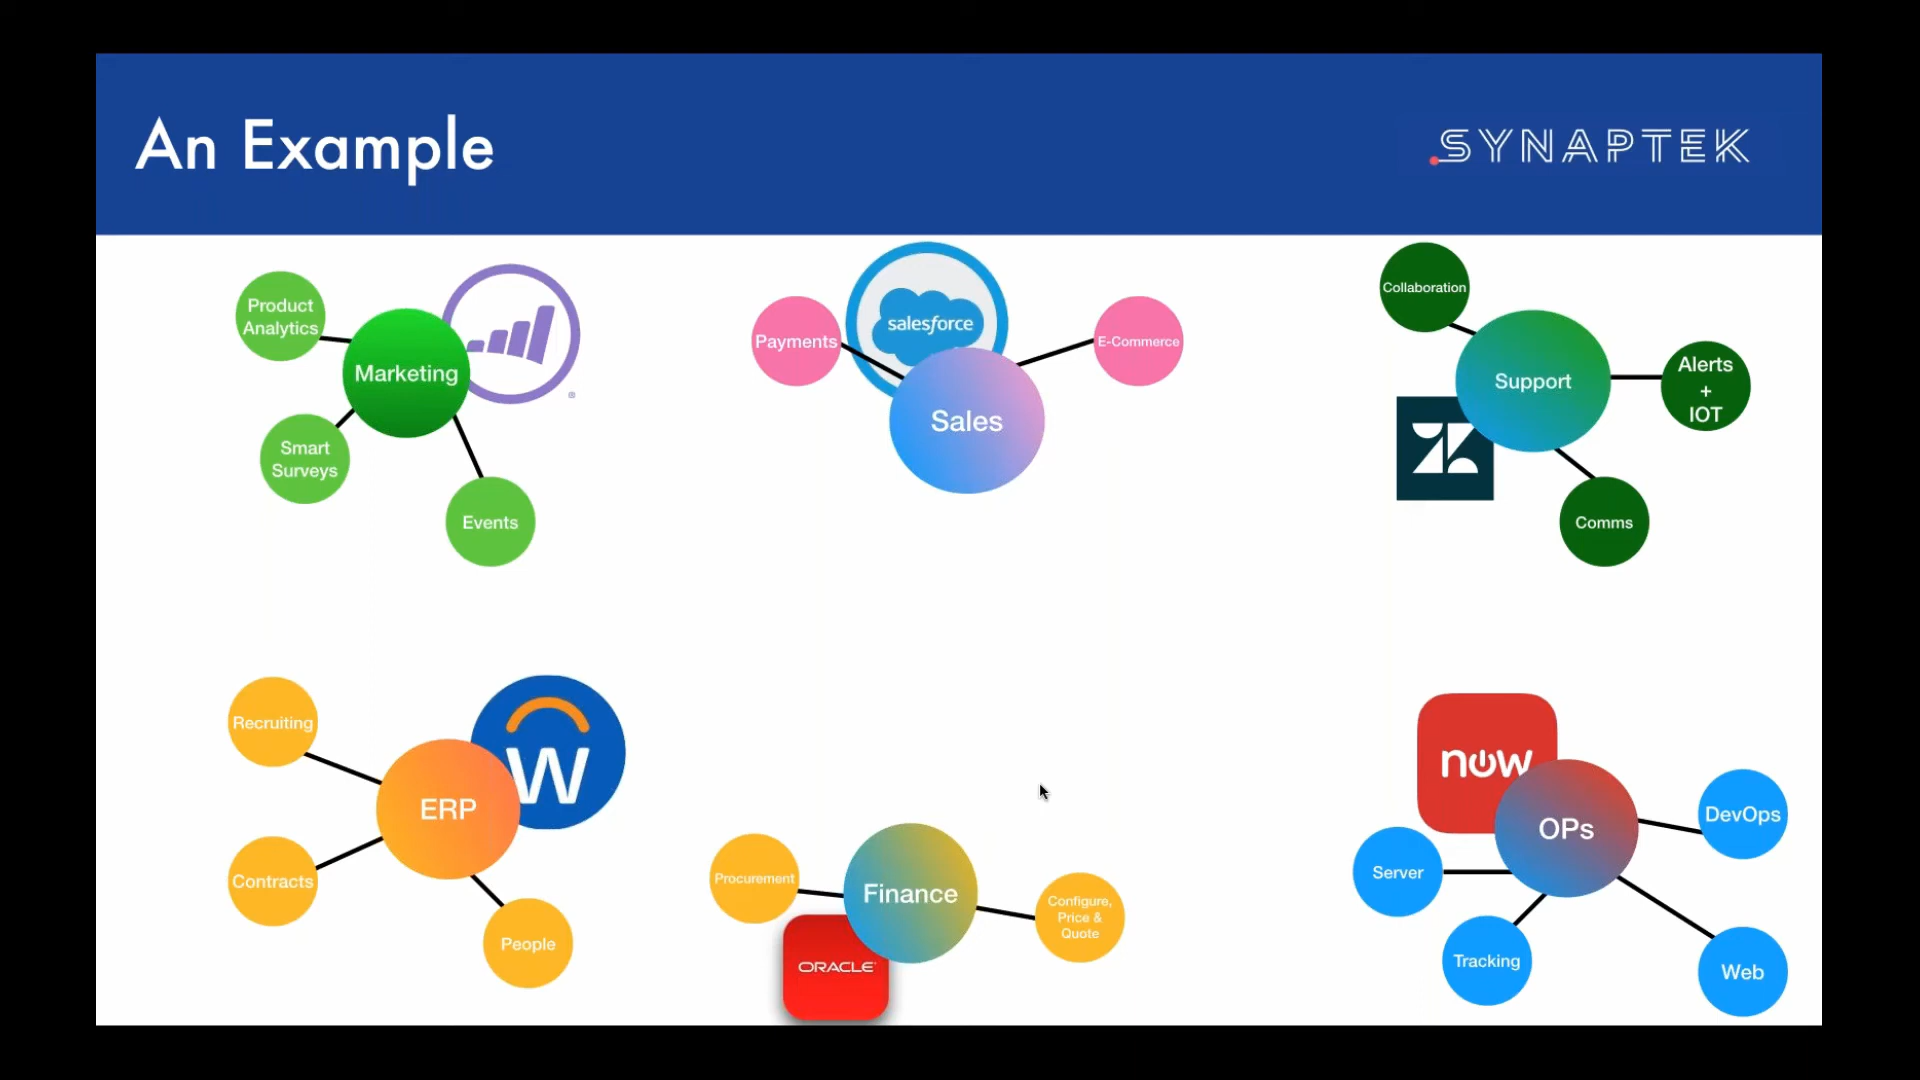 An Example
SYNAPTEK
Product
Analytics
Marketing
Smart
Surveys
Events
®
Payments
salesforce
E-Commerce
Sales
Collaboration
Support
Alerts
+
IOT
Comms
Recruiting
W
ERP
Contracts
People
Procurement
Finance
Configure,
Price &
Quote
ORACLE
now
OPs
DevOps
Server
Tracking
Web